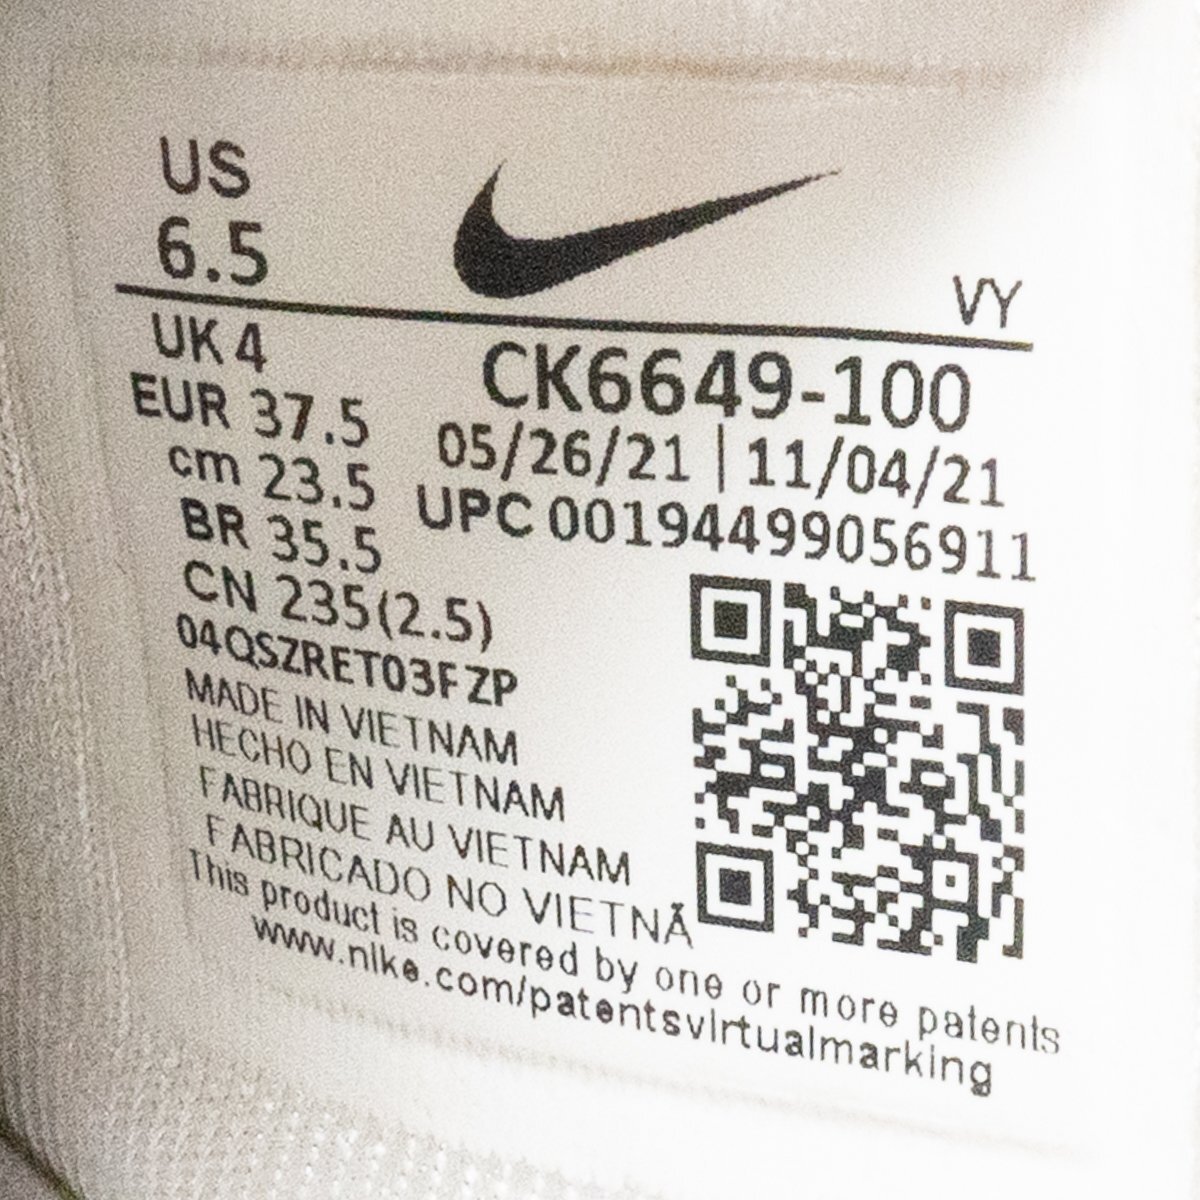 US
6.5
VY
UK 4
EUR 37.5
cm 23.5
BR 35.5
CN 235(2.5)
CK6649-100
05/26/21 | 11/04/21
UPC 00194499056911
04QSZRET03FZP
MADE IN VIETNAM
HECHO EN VIETNAM
FABRIQUE AU VIETNAM
FABRICADO NO VIETNÃ
This product is covered by one or more patents
www.nike.com/patentsvirtualmarking